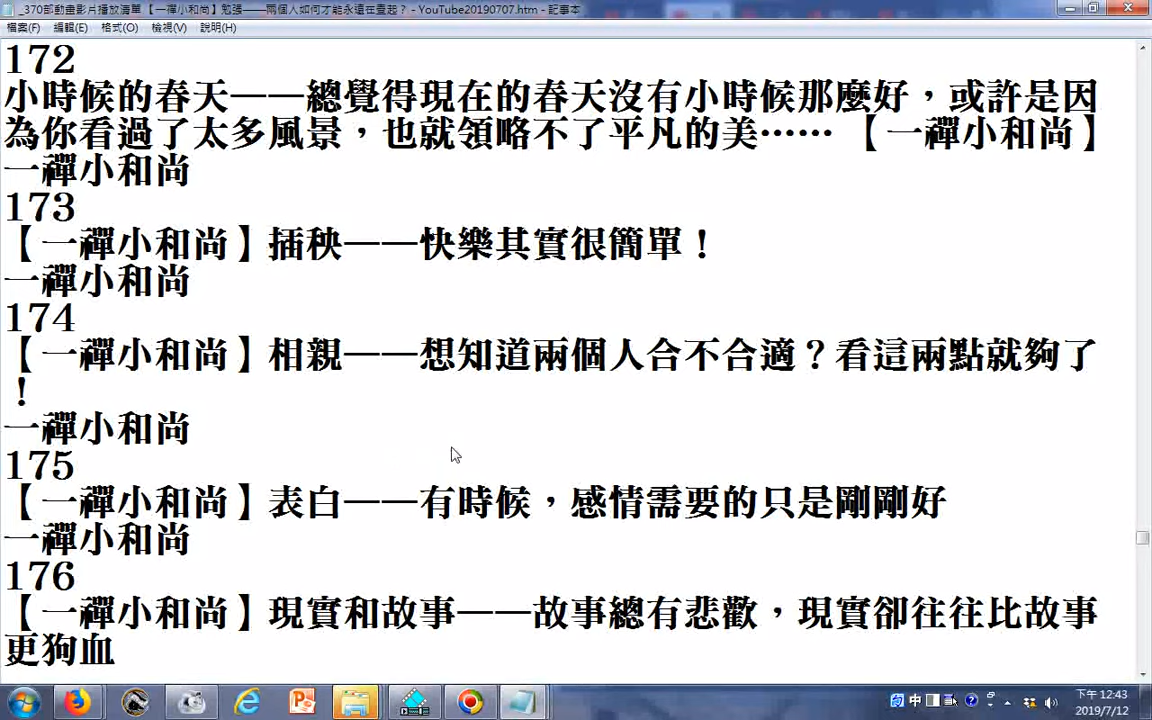 _370部動畫影片播放清單【一禪小和尚】勉強——兩個人如何才能永遠在壹起？ - YouTube20190707.htm - 記事本
檔案(F) 編輯(E) 格式(O) 檢視(V) 說明(H)
172
小時候的春天——總覺得現在的春天沒有小時候那麼好，或許是因
為你看過了太多風景，也就領略不了平凡的美…… 【一禪小和尚】
一禪小和尚
173
【一禪小和尚】插秧——快樂其實很簡單！
一禪小和尚
174
【一禪小和尚】相親——想知道兩個人合不合適？看這兩點就夠了
！
一禪小和尚
175
【一禪小和尚】表白——有時候，感情需要的只是剛剛好
一禪小和尚
176
【一禪小和尚】現實和故事——故事總有悲歡，現實卻往往比故事
更狗血
中
下午 12:43
2019/7/12